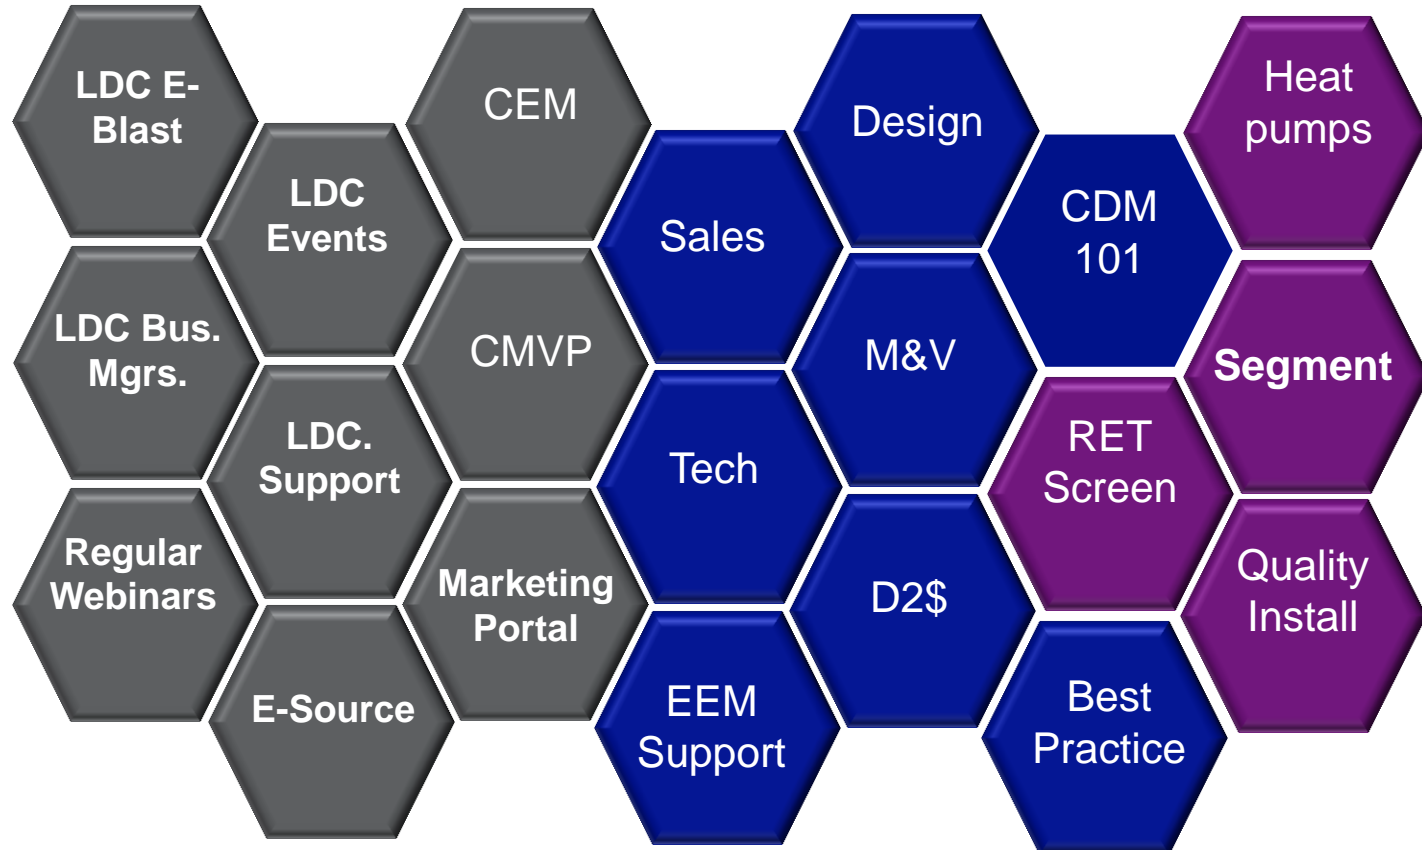 LDC E-
Blast
LDC Bus.
Mgrs.
Regular
Webinars
LDC
Events
LDC.
Support
E-Source
CEM
CMVP
Marketing
Portal
Sales
Tech
EEM
Support
Design
M&V
D2$
CDM
101
RET
Screen
Best
Practice
Heat
pumps
Segment
Quality
Install